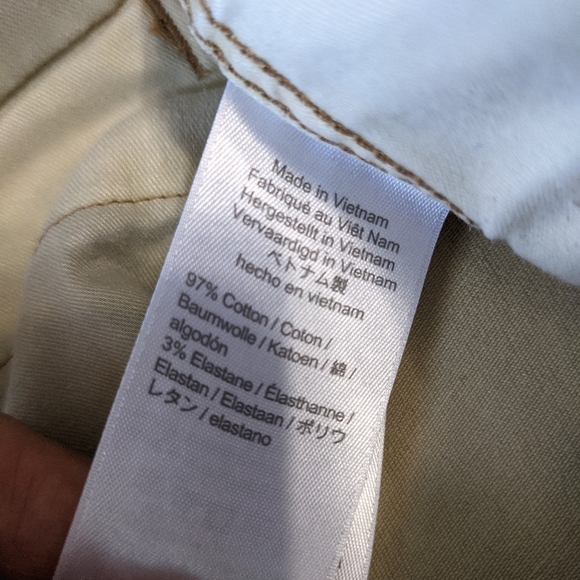 Made in Vietnam
Fabriqué au Viêt Nam
Hergestellt in Vietnam
Vervaardigd in Vietnam
ベトナム製
hecho en vietnam
97% Cotton / Coton /
Baumwolle / Katoen / 綿 /
algodón
3% Elastane / Élasthanne /
Elastan / Elastaan / ポリウ
レタン / elastano